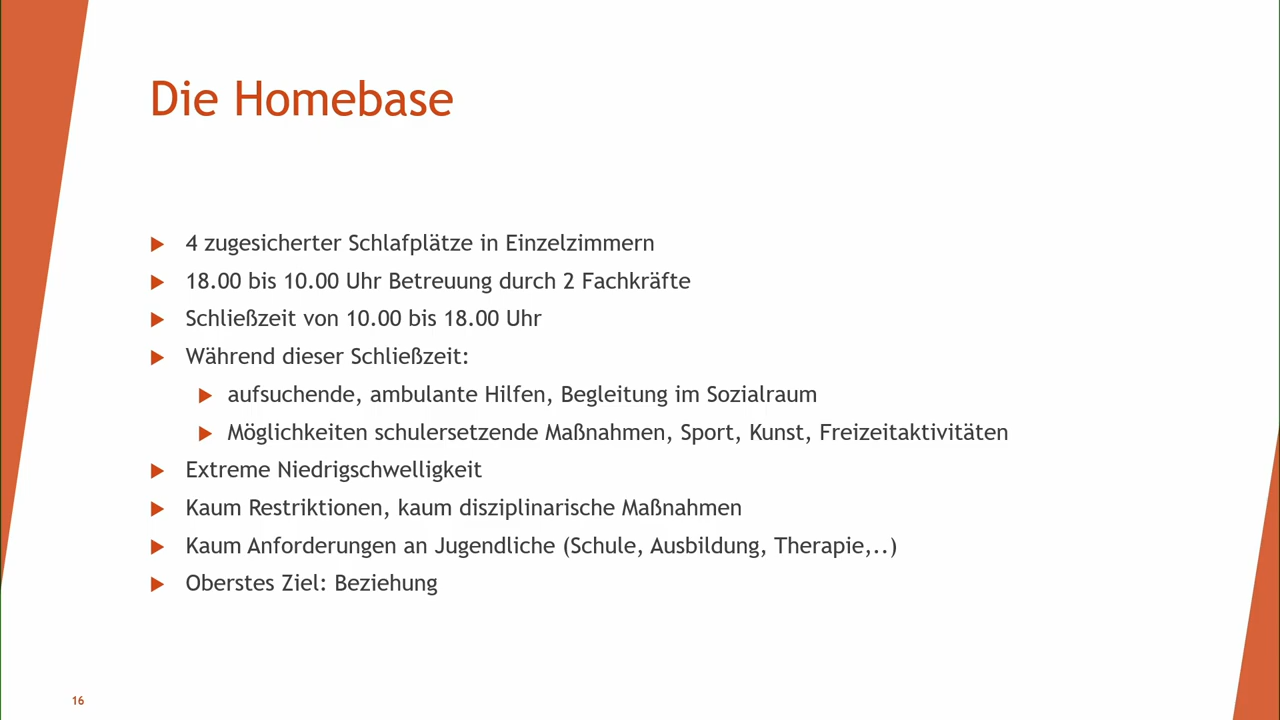 Die Homebase
4 zugesicherter Schlafplätze in Einzelzimmern
18.00 bis 10.00 Uhr Betreuung durch 2 Fachkräfte
Schließzeit von 10.00 bis 18.00 Uhr
Während dieser Schließzeit:
aufsuchende, ambulante Hilfen, Begleitung im Sozialraum
Möglichkeiten schulersetzende Maßnahmen, Sport, Kunst, Freizeitaktivitäten
Extreme Niedrigschwelligkeit
Kaum Restriktionen, kaum disziplinarische Maßnahmen
Kaum Anforderungen an Jugendliche (Schule, Ausbildung, Therapie,..)
Oberstes Ziel: Beziehung
16